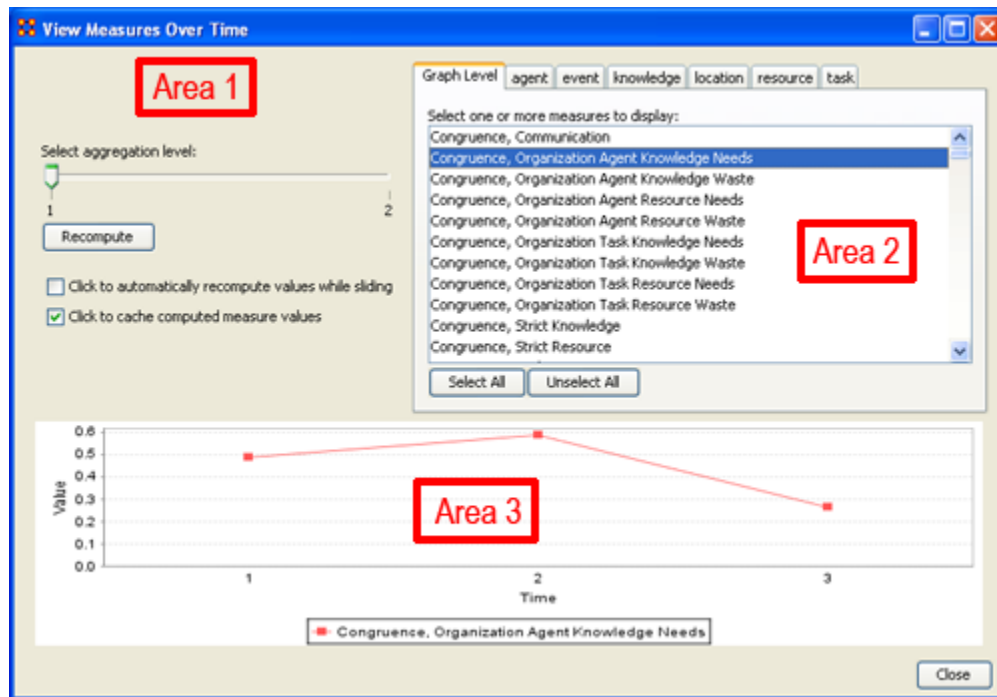 View Measures Over Time
Area 1
Select aggregation level:
1 2
Recompute
Click to automatically recompute values while sliding
Click to cache computed measure values
Graph Level agent event knowledge location resource task
Select one or more measures to display:
Congruence, Communication
Congruence, Organization Agent Knowledge Needs
Congruence, Organization Agent Knowledge Waste
Congruence, Organization Agent Resource Needs
Congruence, Organization Agent Resource Waste
Congruence, Organization Task Knowledge Needs
Congruence, Organization Task Knowledge Waste
Congruence, Organization Task Resource Needs
Congruence, Organization Task Resource Waste
Congruence, Strict Knowledge
Congruence, Strict Resource
Area 2
Select All Unselect All
0.6
0.5
0.4
0.3
0.2
0.1
0.0
Value
Area 3
1 2 3
Time
Congruence, Organization Agent Knowledge Needs
Close